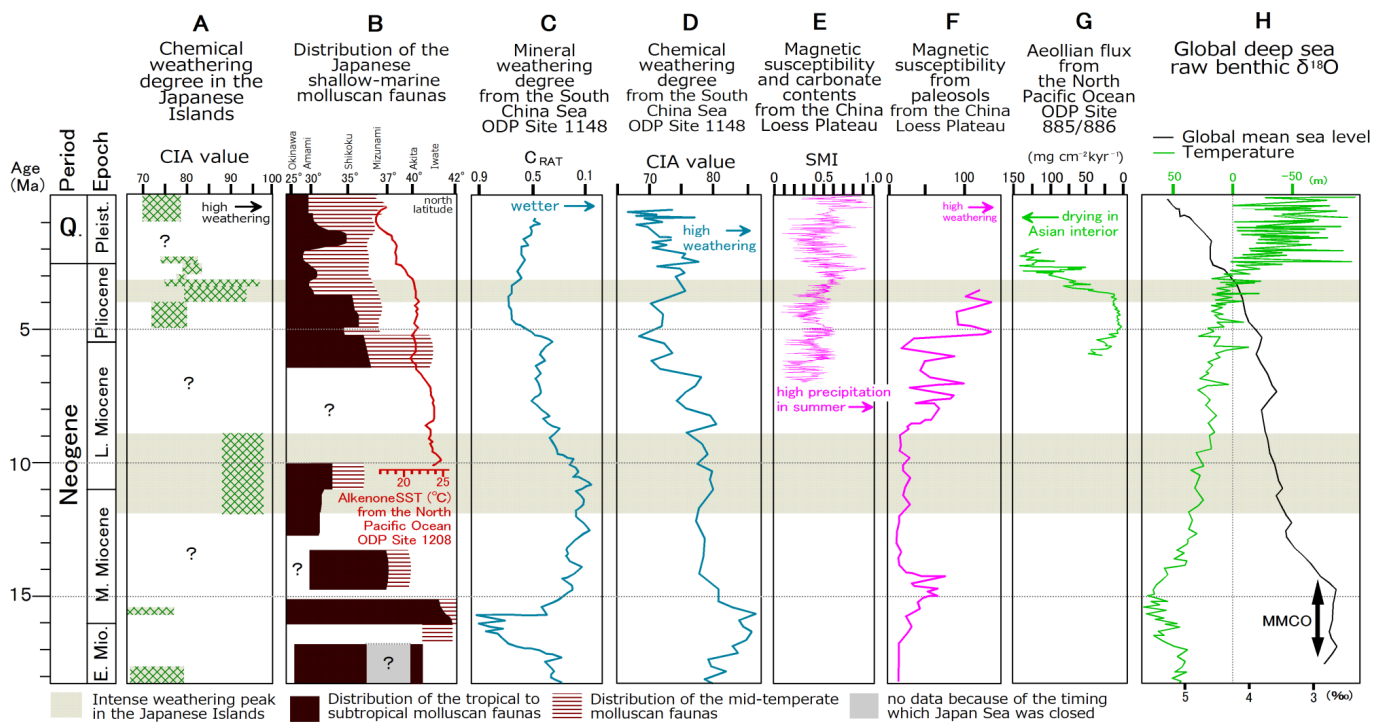 A
Chemical
weathering
degree in the
Japanese
Islands
CIA value
70 80 90 100
high
weathering
?
?
?
B
Distribution of the
Japanese
shallow-marine
molluscan faunas
Okinawa
Amami
Shikoku
Mizunami
Akita
Iwate
25° 30° 35° 37° 40° 42°
north
latitude
?
20 25
AlkenoneSST (°C)
from the North
Pacific Ocean
ODP Site 1208
?
?
C
Mineral
weathering
degree
from the South
China Sea
ODP Site 1148
C RAT
0.9 0.5 0.1
wetter
D
Chemical
weathering
degree
from the South
China Sea
ODP Site 1148
CIA value
70 80
high
weathering
E
Magnetic
susceptibility
and carbonate
contents
from the China
Loess Plateau
SMI
0 0.5 1.0
high precipitation
in summer
F
Magnetic
susceptibility
from
paleosols
from the China
Loess Plateau
0 100
high
weathering
G
Aeollian flux
from
the North
Pacific Ocean
ODP Site
885/886
(mg cm⁻²kyr⁻¹)
150 100 50 0
drying in
Asian interior
H
Global deep sea
raw benthic δ¹⁸O
Global mean sea level
Temperature
50 0 −50 (m)
MMCO
5 4 3 (‰)
Age
(Ma)
Period
Epoch
5
10
15
Q.
Neogene
Pleist.
Pliocene
L. Miocene
M. Miocene
E. Mio.
Intense weathering peak
in the Japanese Islands
Distribution of the tropical to
subtropical molluscan faunas
Distribution of the mid-temperate
molluscan faunas
no data because of the timing
which Japan Sea was closed